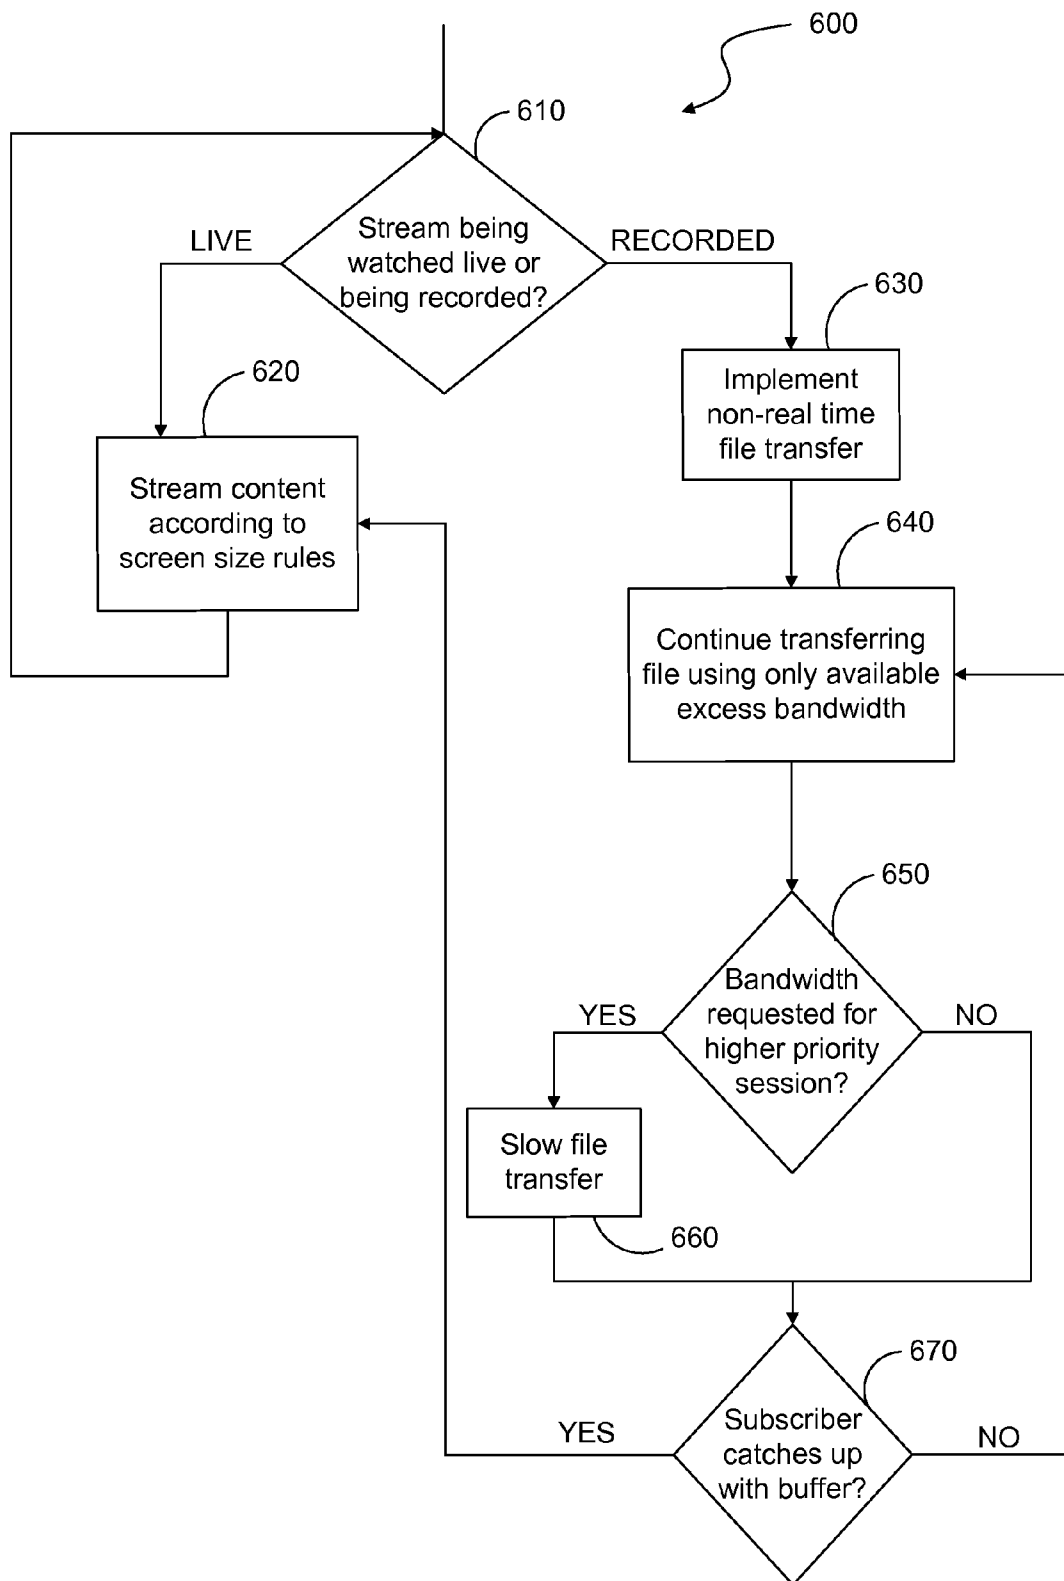 600
610
Stream being
watched live or
being recorded?
LIVE
RECORDED
630
Implement
non-real time
file transfer
620
Stream content
according to
screen size rules
640
Continue transferring
file using only available
excess bandwidth
650
Bandwidth
requested for
higher priority
session?
YES
NO
Slow file
transfer
660
670
Subscriber
catches up
with buffer?
YES
NO